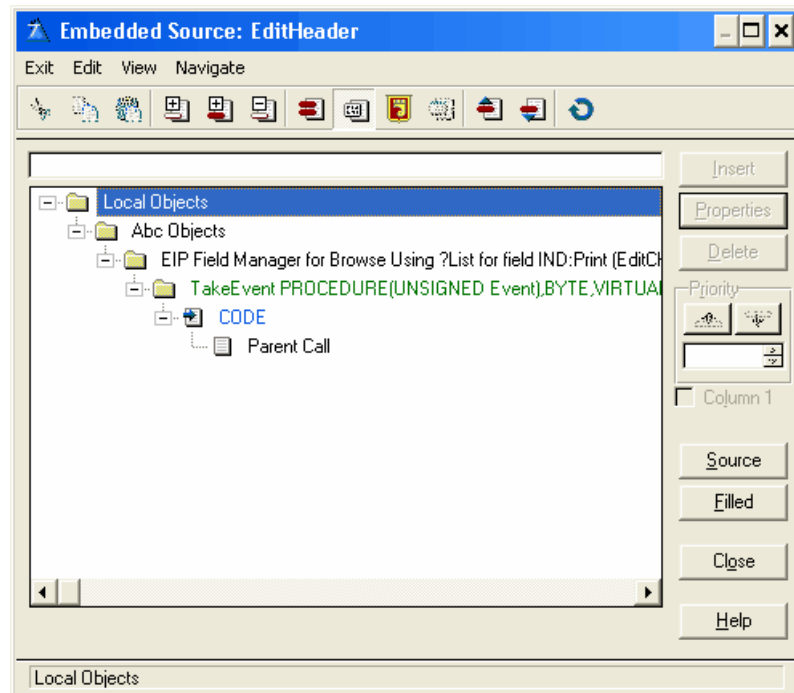 Embedded Source: EditHeader
Exit Edit View Navigate
Local Objects
Abc Objects
EIP Field Manager for Browse Using ?List for field IND:Print (EditCh
TakeEvent PROCEDURE(UNSIGNED Event),BYTE,VIRTUAL
CODE
Parent Call
Insert
Properties
Delete
Priority
Column 1
Source
Filled
Close
Help
Local Objects